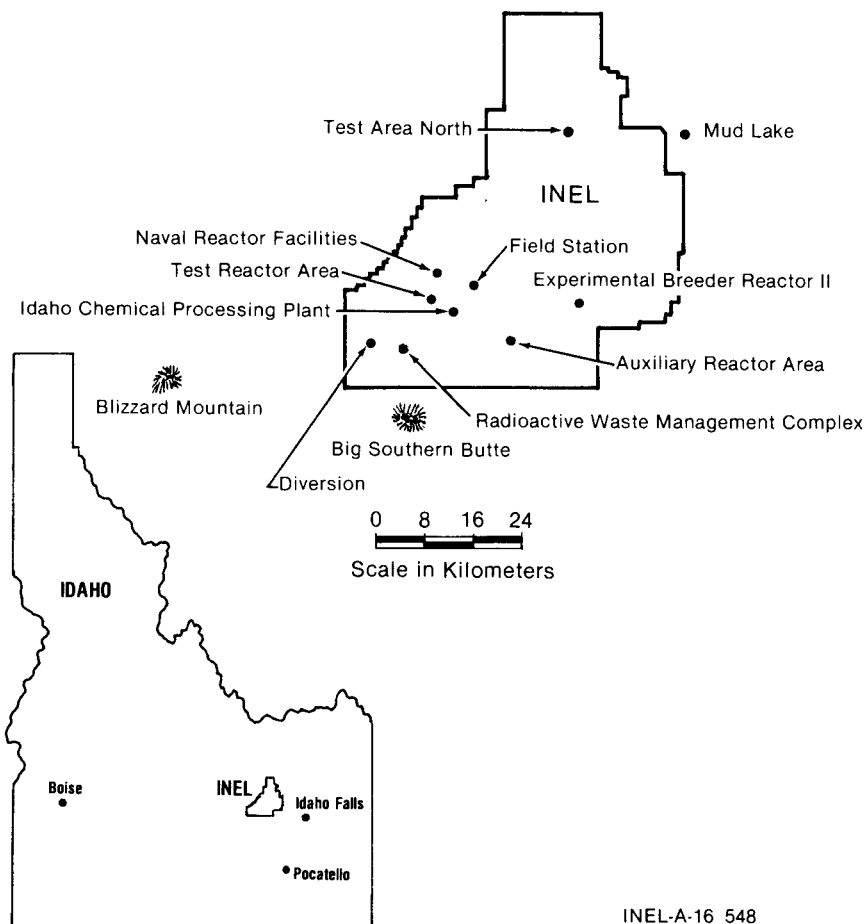 Test Area North
Mud Lake
INEL
Naval Reactor Facilities
Field Station
Test Reactor Area
Experimental Breeder Reactor II
Idaho Chemical Processing Plant
Auxiliary Reactor Area
Blizzard Mountain
Radioactive Waste Management Complex
Big Southern Butte
Diversion
0 8 16 24
Scale in Kilometers
IDAHO
Boise
INEL
Idaho Falls
Pocatello
INEL-A-16 548